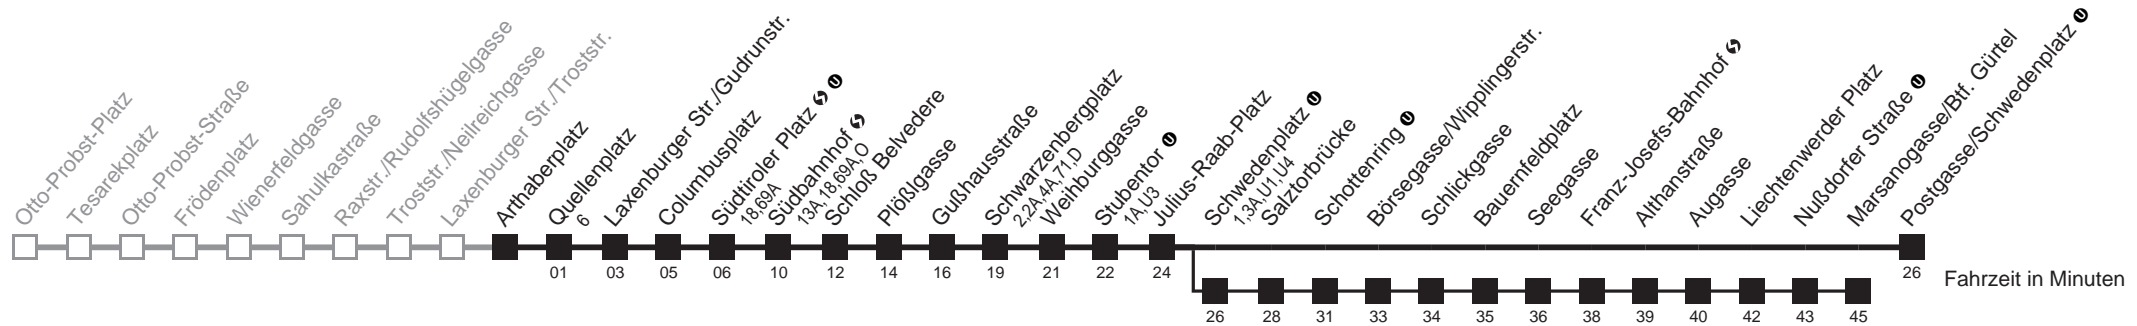 Otto-Probst-Platz
Tesarekplatz
Otto-Probst-Straße
Frödenplatz
Wienerfeldgasse
Sahulkastraße
Raxstr./Rudolfshügelgasse
Troststr./Neilreichgasse
Laxenburger Str./Troststr.
Arthaberplatz
Quellenplatz
6
Laxenburger Str./Gudrunstr.
Columbusplatz
Südtiroler Platz S U
18,69A
Südbahnhof S
13A,18,69A,O
Schloß Belvedere
Plößlgasse
Gußhausstraße
Schwarzenbergplatz
2,2A,4A,71,D
Weihburggasse
Stubentor U
1A,U3
Julius-Raab-Platz
Schwedenplatz U
1,3A,U1,U4
Salztorbrücke
Schottenring U
Börsegasse/Wipplingerstr.
Schlickgasse
Bauernfeldplatz
Seegasse
Franz-Josefs-Bahnhof S
Althanstraße
Augasse
Liechtenwerder Platz
Nußdorfer Straße U
Marsanogasse/Btf. Gürtel
Postgasse/Schwedenplatz U
01 03 05 06 10 12 14 16 19 21 22 24 26
Fahrzeit in Minuten
26 28 31 33 34 35 36 38 39 40 42 43 45